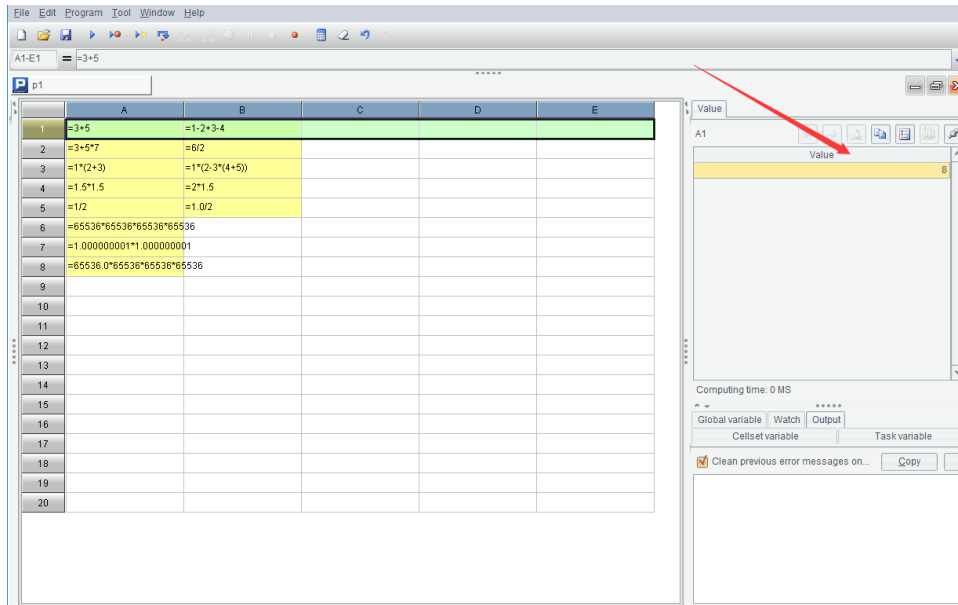 File Edit Program Tool Window Help
A1-E1 = =3+5
P p1
A B C D E
1 =3+5 =1-2+3-4
2 =3+5*7 =6/2
3 =1*(2+3) =1*(2-3*(4+5))
4 =1.5*1.5 =2*1.5
5 =1/2 =1.0/2
6 =65536*65536*65536*65536
7 =1.000000001*1.000000001
8 =65536.0*65536*65536*65536
9
10
11
12
13
14
15
16
17
18
19
20
Value
A1
Value
8
Computing time: 0 MS
Global variable Watch Output
Cellset variable Task variable
Clean previous error messages on... Copy